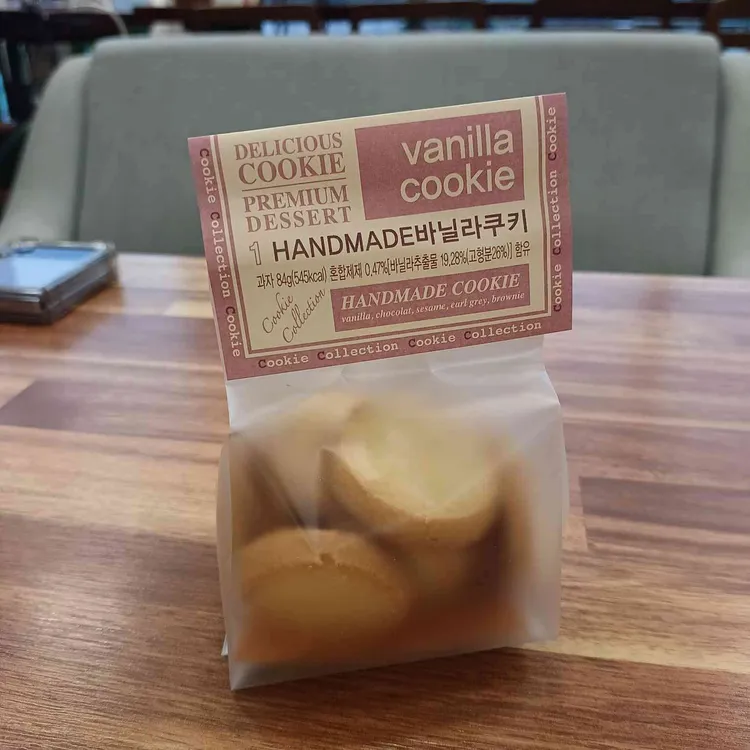 DELICIOUS
COOKIE
PREMIUM
DESSERT
vanilla
cookie
1 HANDMADE바닐라쿠키
과자 84g(545kcal) 혼합제제 0.47%[바닐라추출물 19.28%(고형분26%)] 함유
Cookie
Collection
HANDMADE COOKIE
vanilla, chocolat, sesame, earl grey, brownie
Cookie Collection Cookie
Cookie Collection Cookie Collection
Cookie Collection Cookie